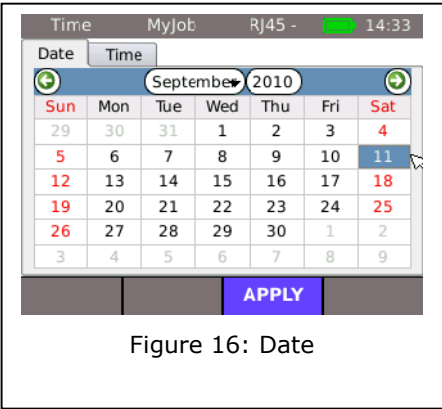 Time MyJob RJ45 - 14:33
Date Time
September 2010
Sun Mon Tue Wed Thu Fri Sat
29 30 31 1 2 3 4
5 6 7 8 9 10 11
12 13 14 15 16 17 18
19 20 21 22 23 24 25
26 27 28 29 30 1 2
3 4 5 6 7 8 9
APPLY
Figure 16: Date